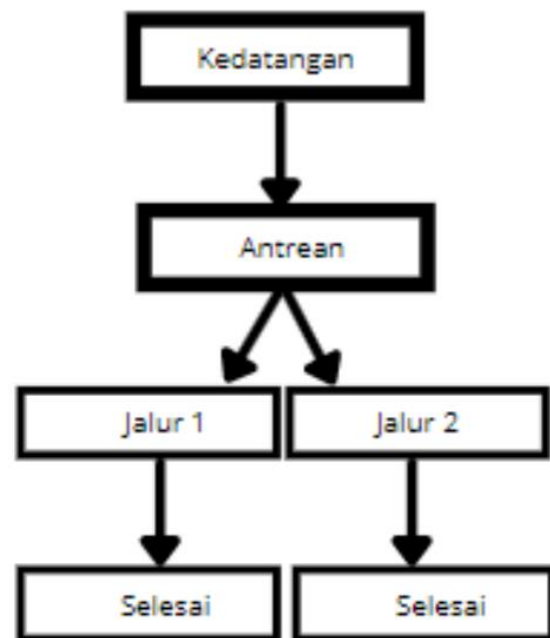 Kedatangan
Antrean
Jalur 1
Jalur 2
Selesai
Selesai